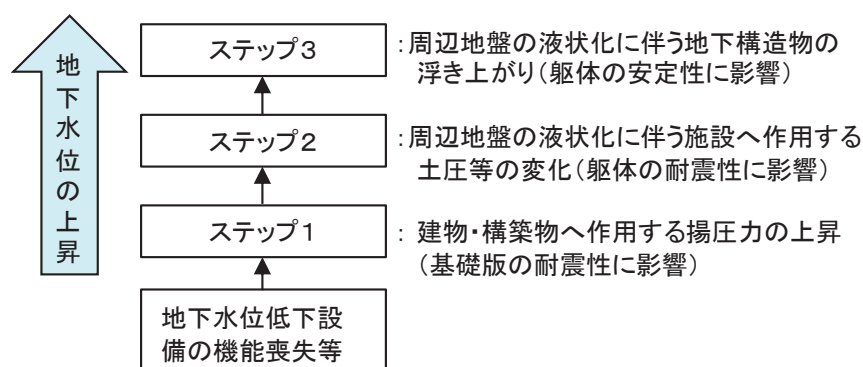 地下水位の上昇
ステップ3
:周辺地盤の液状化に伴う地下構造物の
浮き上がり(躯体の安定性に影響)
ステップ2
:周辺地盤の液状化に伴う施設へ作用する
土圧等の変化(躯体の耐震性に影響)
ステップ1
: 建物・構築物へ作用する揚圧力の上昇
(基礎版の耐震性に影響)
地下水位低下設
備の機能喪失等